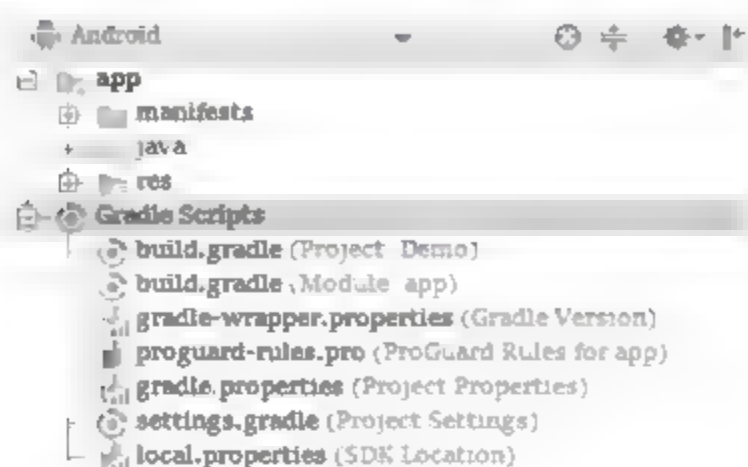 Android
app
manifests
java
res
Gradle Scripts
build.gradle (Project Demo)
build.gradle (Module app)
gradle-wrapper.properties (Gradle Version)
proguard-rules.pro (ProGuard Rules for app)
gradle.properties (Project Properties)
settings.gradle (Project Settings)
local.properties (SDK Location)